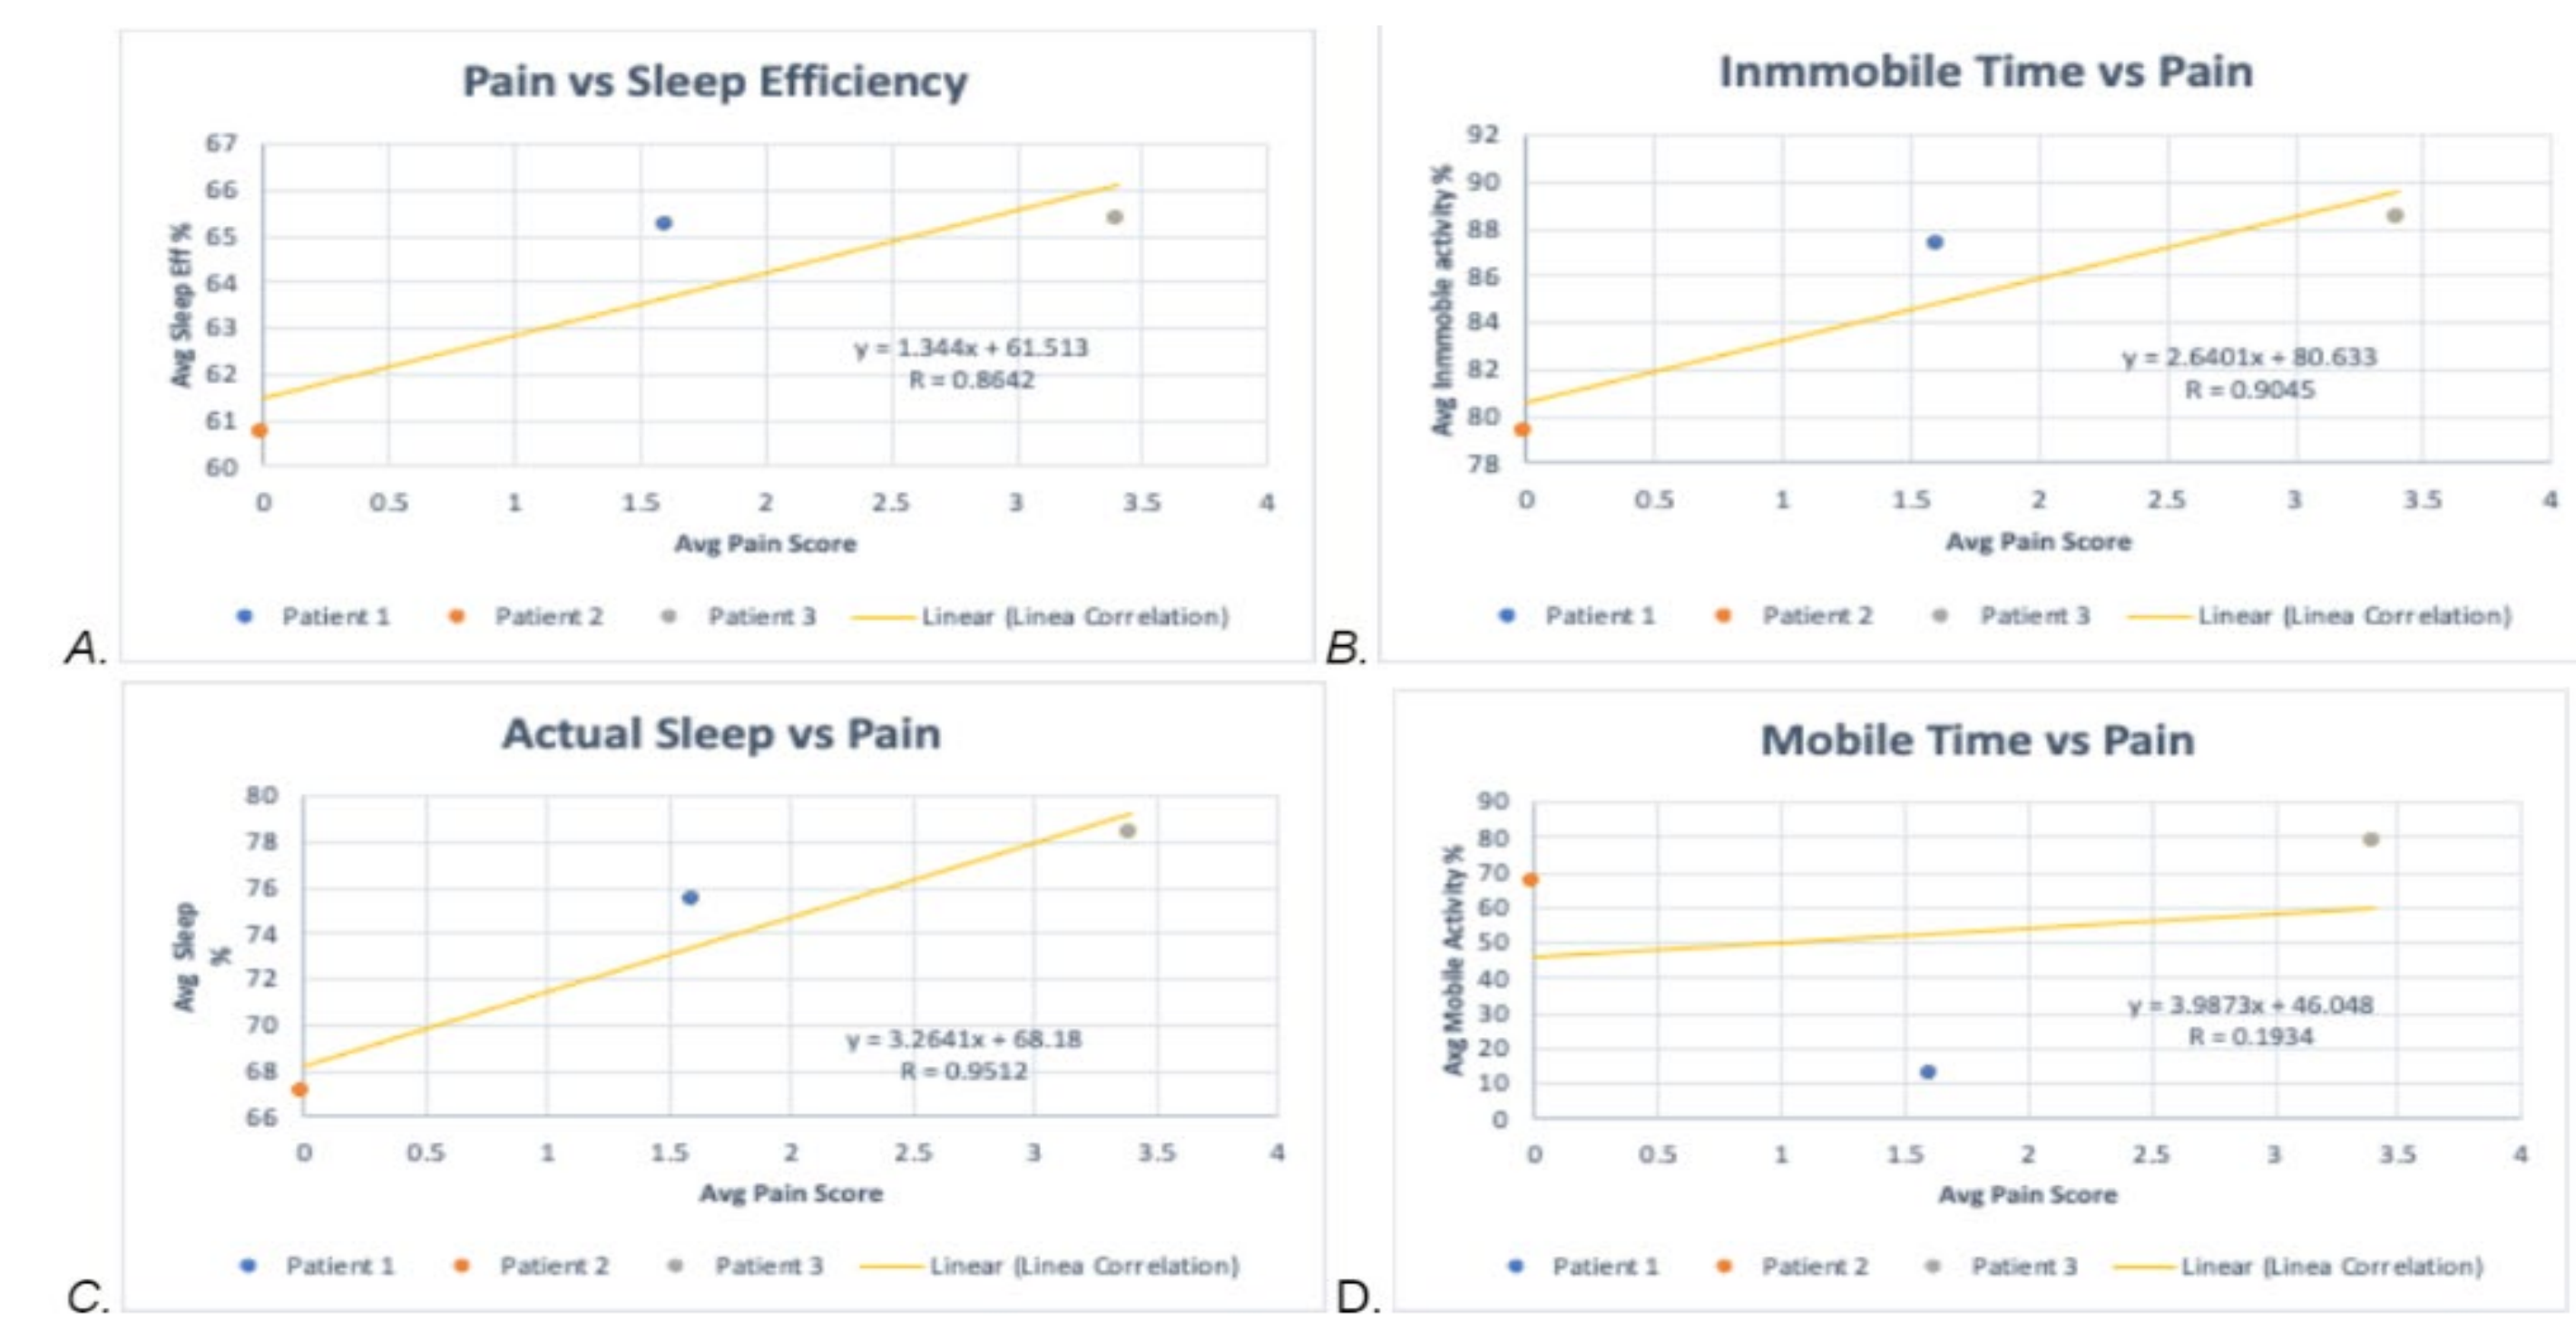 Pain vs Sleep Efficiency
67
66
65
64
63
62
61
60
Avg Sleep Eff %
y = 1.344x + 61.513
R = 0.8642
0 0.5 1 1.5 2 2.5 3 3.5 4
Avg Pain Score
Patient 1 Patient 2 Patient 3 Linear (Linea Correlation)
A.
Inmmobile Time vs Pain
92
90
88
86
84
82
80
78
Avg Inmmoble activity %
y = 2.6401x + 80.633
R = 0.9045
0 0.5 1 1.5 2 2.5 3 3.5 4
Avg Pain Score
Patient 1 Patient 2 Patient 3 Linear (Linea Correlation)
B.
Actual Sleep vs Pain
80
78
76
74
72
70
68
66
Avg Sleep
%
y = 3.2641x + 68.18
R = 0.9512
0 0.5 1 1.5 2 2.5 3 3.5 4
Avg Pain Score
Patient 1 Patient 2 Patient 3 Linear (Linea Correlation)
C.
Mobile Time vs Pain
90
80
70
60
50
40
30
20
10
0
Axg Mobile Activity %
y = 3.9873x + 46.048
R = 0.1934
0 0.5 1 1.5 2 2.5 3 3.5 4
Avg Pain Score
Patient 1 Patient 2 Patient 3 Linear (Linea Correlation)
D.